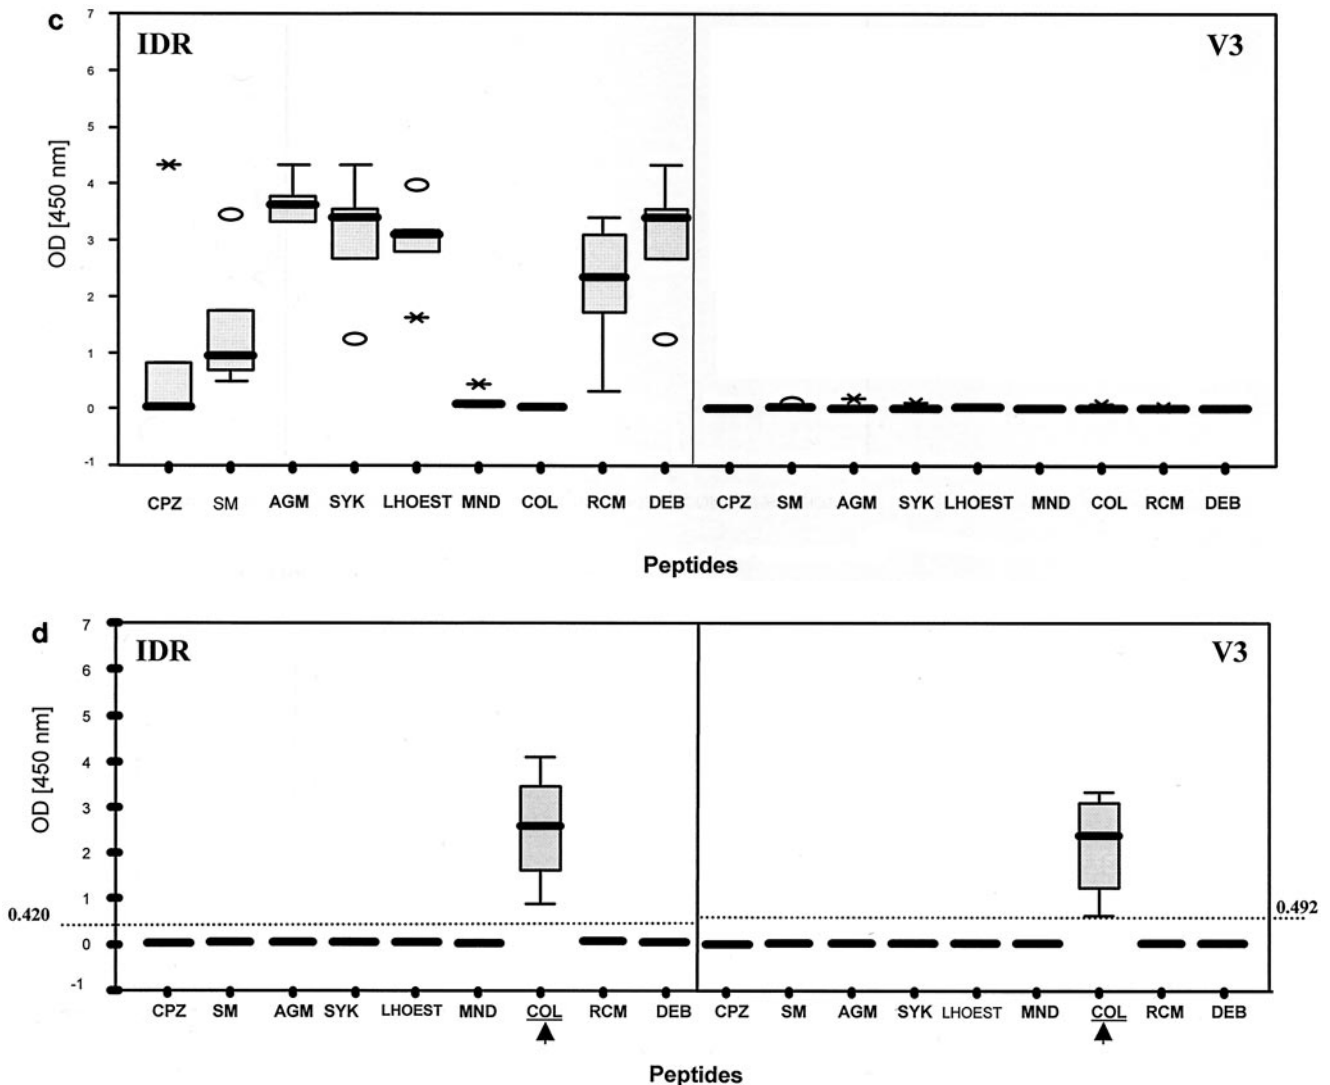 c
IDR
V3
7
6
5
4
3
2
1
0
-1
OD [450 nm]
CPZ SM AGM SYK LHOEST MND COL RCM DEB CPZ SM AGM SYK LHOEST MND COL RCM DEB
Peptides
d
IDR
V3
7
6
5
4
3
2
1
0
-1
OD [450 nm]
0.420
0.492
CPZ SM AGM SYK LHOEST MND COL RCM DEB CPZ SM AGM SYK LHOEST MND COL RCM DEB
Peptides